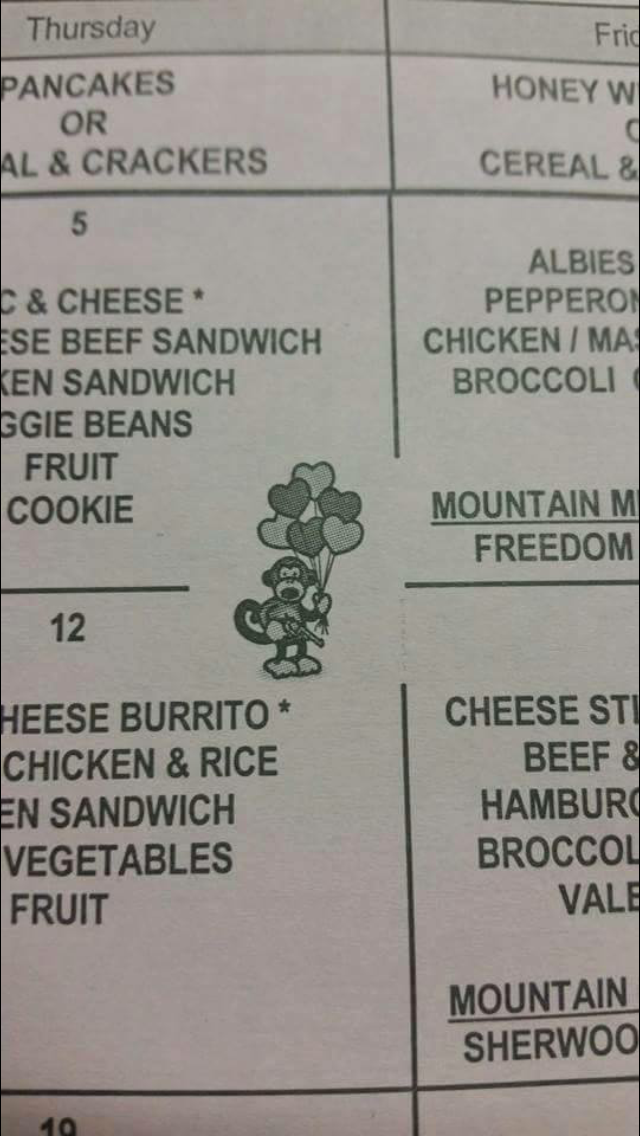 Thursday
PANCAKES
OR
AL & CRACKERS
5
C & CHEESE *
ESE BEEF SANDWICH
KEN SANDWICH
GGIE BEANS
FRUIT
COOKIE
12
HEESE BURRITO *
CHICKEN & RICE
EN SANDWICH
VEGETABLES
FRUIT
19
Fri
HONEY W
CEREAL &
ALBIES
PEPPERON
CHICKEN / MAS
BROCCOLI
MOUNTAIN M
FREEDOM
CHEESE STI
BEEF &
HAMBURG
BROCCOL
VALE
MOUNTAIN
SHERWOO